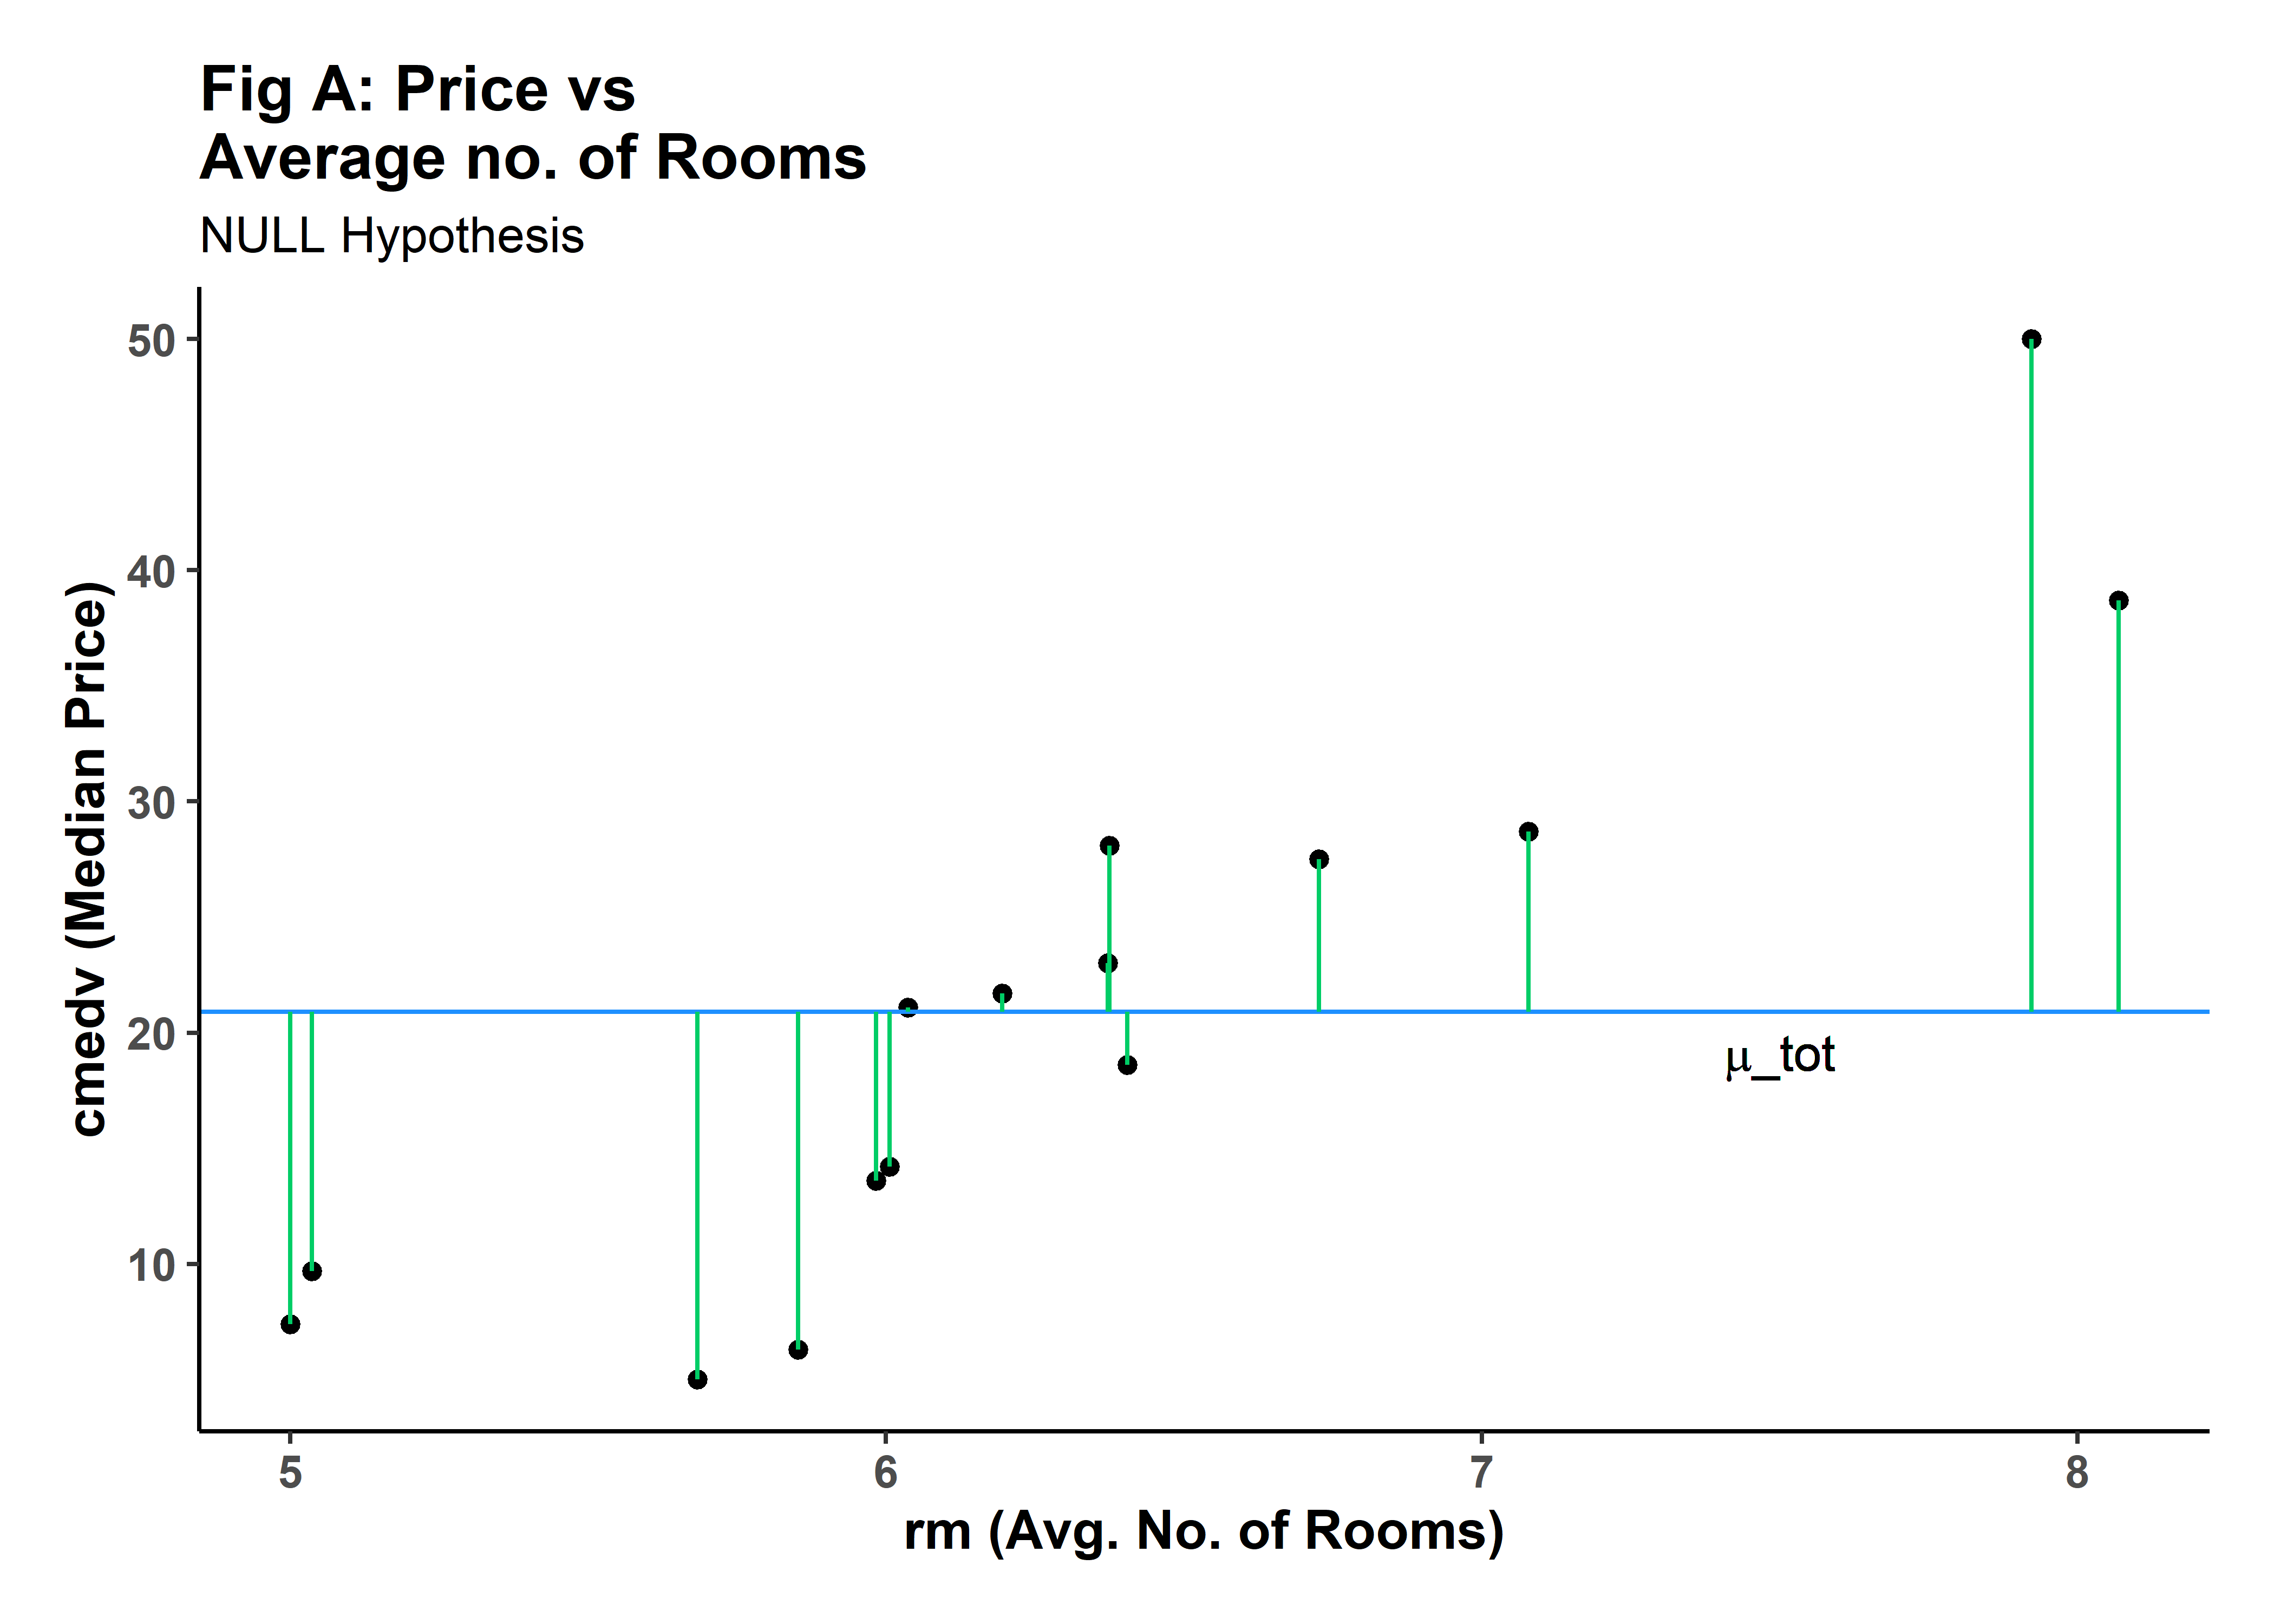 Fig A: Price vs
Average no. of Rooms
NULL Hypothesis
cmedv (Median Price)
50
40
30
20
10
μ_tot
5 6 7 8
rm (Avg. No. of Rooms)